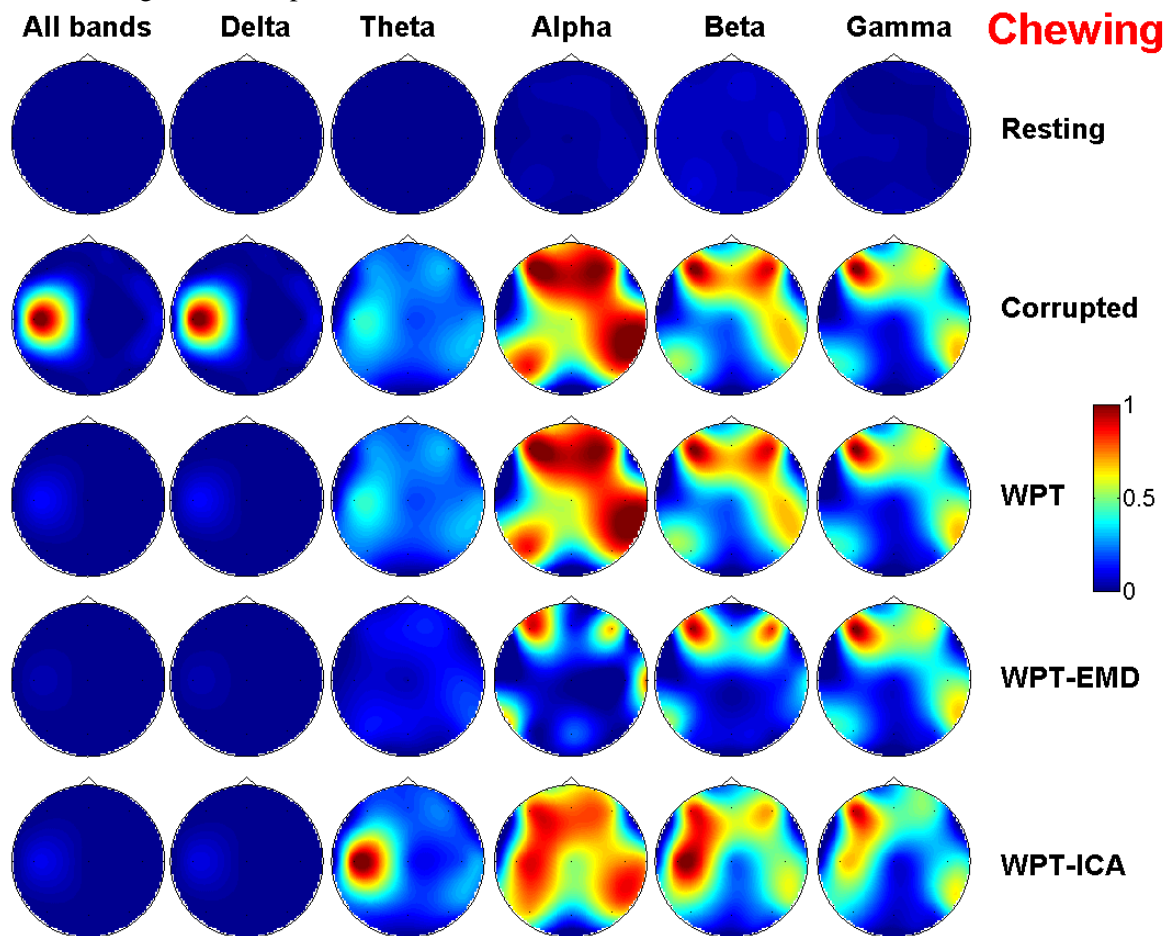 All bands Delta Theta Alpha Beta Gamma Chewing
Resting
Corrupted
1
WPT
0.5
0
WPT-EMD
WPT-ICA